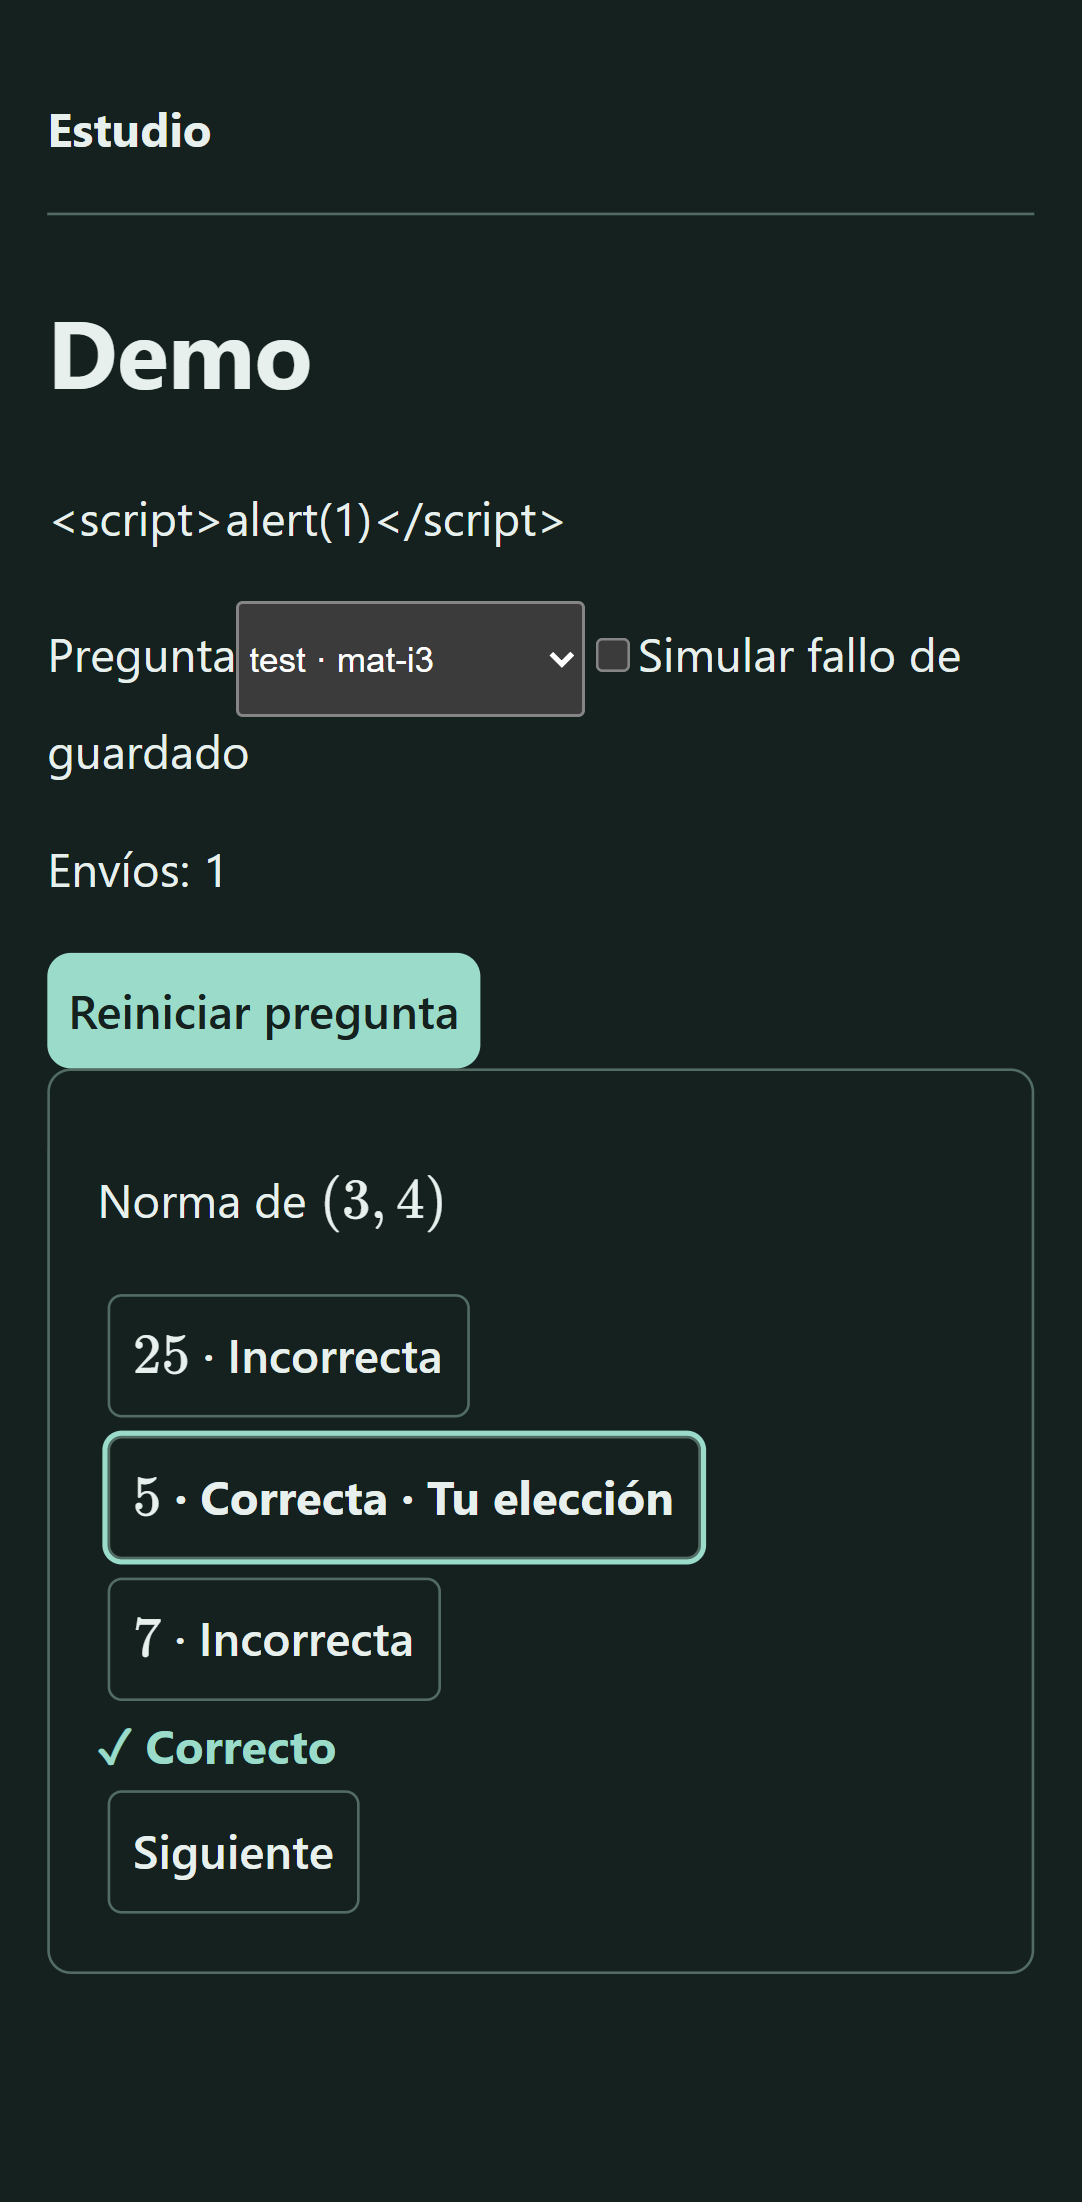 Estudio
Demo
<script>alert(1)</script>
Pregunta test · mat-i3 Simular fallo de
guardado
Envíos: 1
Reiniciar pregunta
Norma de (3, 4)
25 · Incorrecta
5 · Correcta · Tu elección
7 · Incorrecta
✓ Correcto
Siguiente